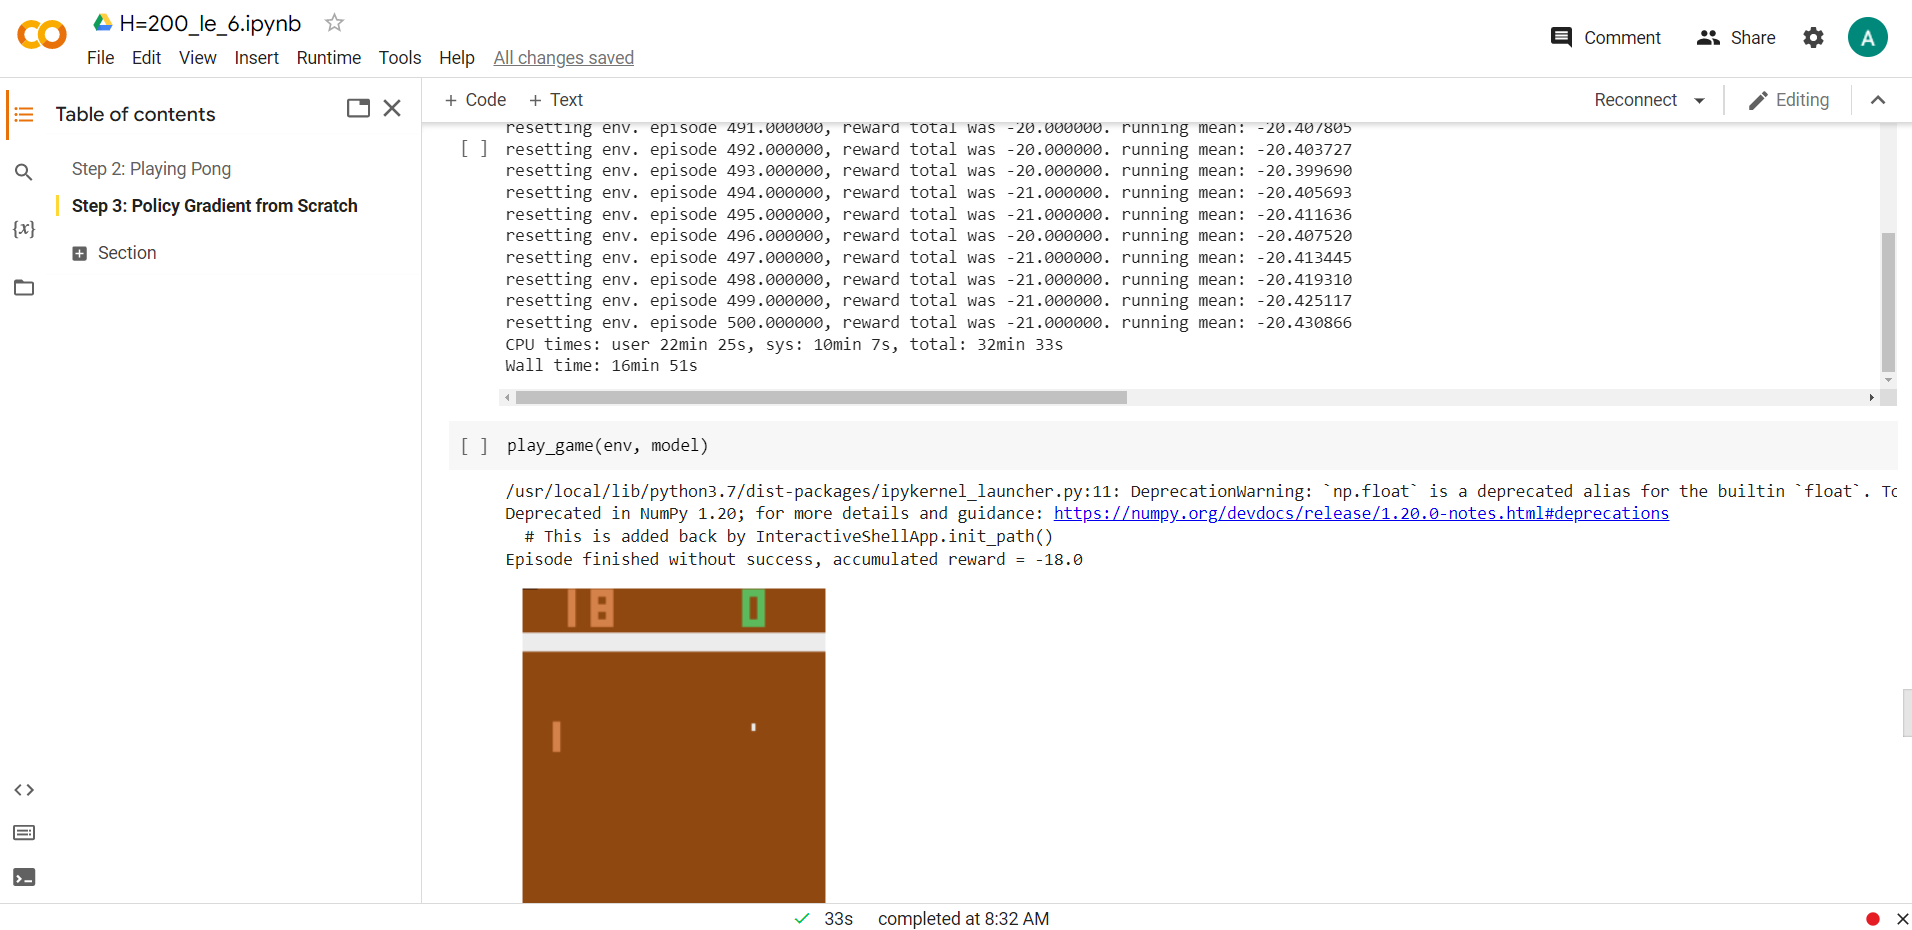 H=200_le_6.ipynb
File Edit View Insert Runtime Tools Help All changes saved
Comment Share A
Table of contents
Step 2: Playing Pong
Step 3: Policy Gradient from Scratch
Section
{x}
+ Code + Text
Reconnect Editing
resetting env. episode 491.000000, reward total was -20.000000. running mean: -20.407805
[ ] resetting env. episode 492.000000, reward total was -20.000000. running mean: -20.403727
resetting env. episode 493.000000, reward total was -20.000000. running mean: -20.399690
resetting env. episode 494.000000, reward total was -21.000000. running mean: -20.405693
resetting env. episode 495.000000, reward total was -21.000000. running mean: -20.411636
resetting env. episode 496.000000, reward total was -20.000000. running mean: -20.407520
resetting env. episode 497.000000, reward total was -21.000000. running mean: -20.413445
resetting env. episode 498.000000, reward total was -21.000000. running mean: -20.419310
resetting env. episode 499.000000, reward total was -21.000000. running mean: -20.425117
resetting env. episode 500.000000, reward total was -21.000000. running mean: -20.430866
CPU times: user 22min 25s, sys: 10min 7s, total: 32min 33s
Wall time: 16min 51s
[ ] play_game(env, model)
/usr/local/lib/python3.7/dist-packages/ipykernel_launcher.py:11: DeprecationWarning: `np.float` is a deprecated alias for the builtin `float`. To
Deprecated in NumPy 1.20; for more details and guidance: https://numpy.org/devdocs/release/1.20.0-notes.html#deprecations
# This is added back by InteractiveShellApp.init_path()
Episode finished without success, accumulated reward = -18.0
18 0
33s completed at 8:32 AM